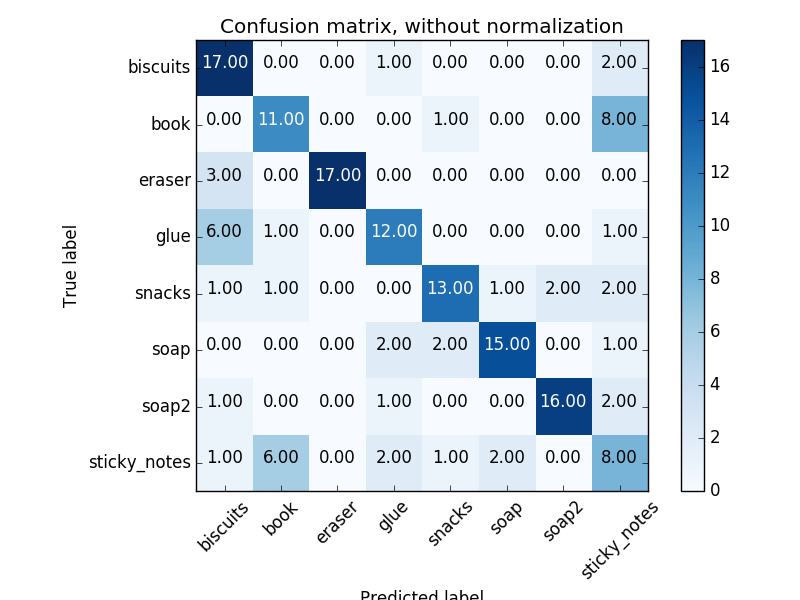 Confusion matrix, without normalization
biscuits 17.00 0.00 0.00 1.00 0.00 0.00 0.00 2.00
book 0.00 11.00 0.00 0.00 1.00 0.00 0.00 8.00
eraser 3.00 0.00 17.00 0.00 0.00 0.00 0.00 0.00
glue 6.00 1.00 0.00 12.00 0.00 0.00 0.00 1.00
snacks 1.00 1.00 0.00 0.00 13.00 1.00 2.00 2.00
soap 0.00 0.00 0.00 2.00 2.00 15.00 0.00 1.00
soap2 1.00 0.00 0.00 1.00 0.00 0.00 16.00 2.00
sticky_notes 1.00 6.00 0.00 2.00 1.00 2.00 0.00 8.00
True label
biscuits book eraser glue snacks soap soap2 sticky_notes
Predicted label
16
14
12
10
8
6
4
2
0